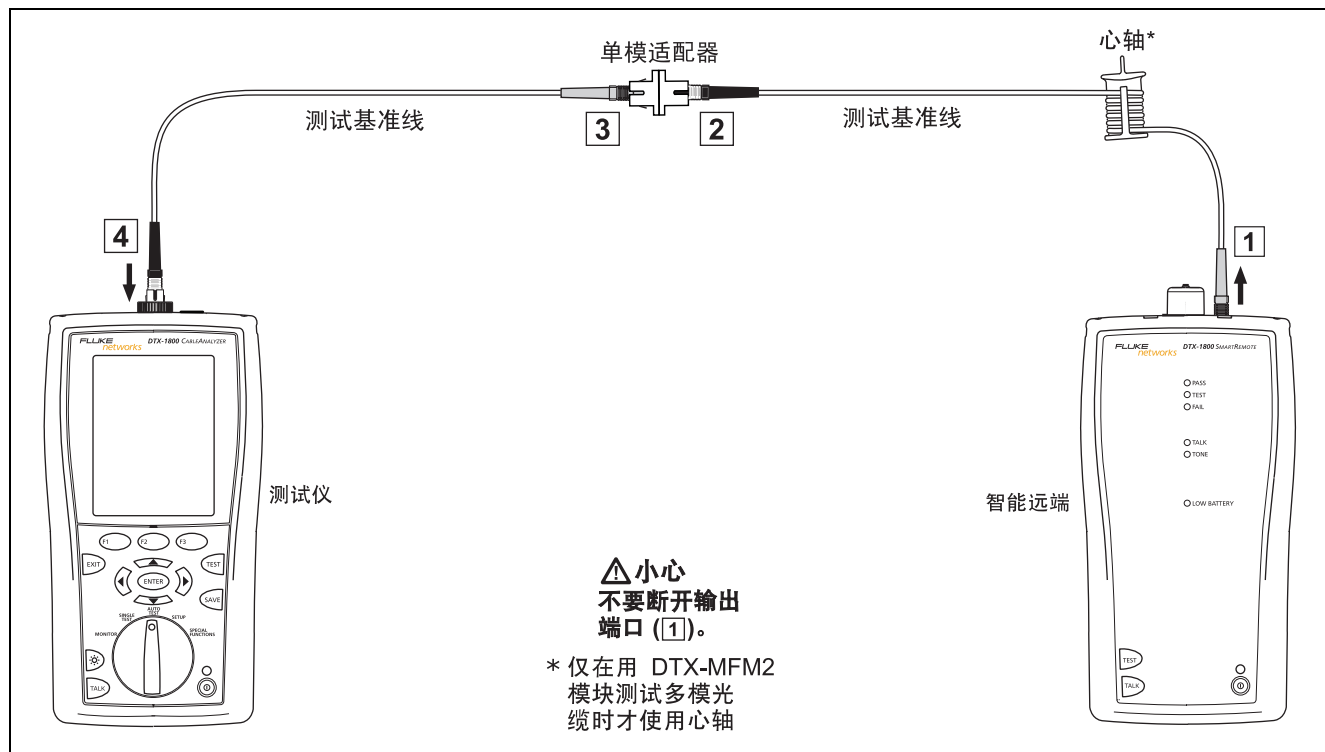 单模适配器
心轴*
测试基准线
3
2
测试基准线
4
1
FLUKE networks
DTX-1800 CABLEANALYZER
FLUKE networks
DTX-1800 SMARTREMOTE
PASS
TEST
FAIL
TALK
TONE
LOW BATTERY
测试仪
智能远端
F1
F2
F3
EXIT
TEST
ENTER
SAVE
MONITOR
SINGLE TEST
AUTO TEST
SETUP
SPECIAL FUNCTIONS
TALK
TEST
TALK
小心
不要断开输出
端口 (1)。
* 仅在用 DTX-MFM2
模块测试多模光
缆时才使用心轴